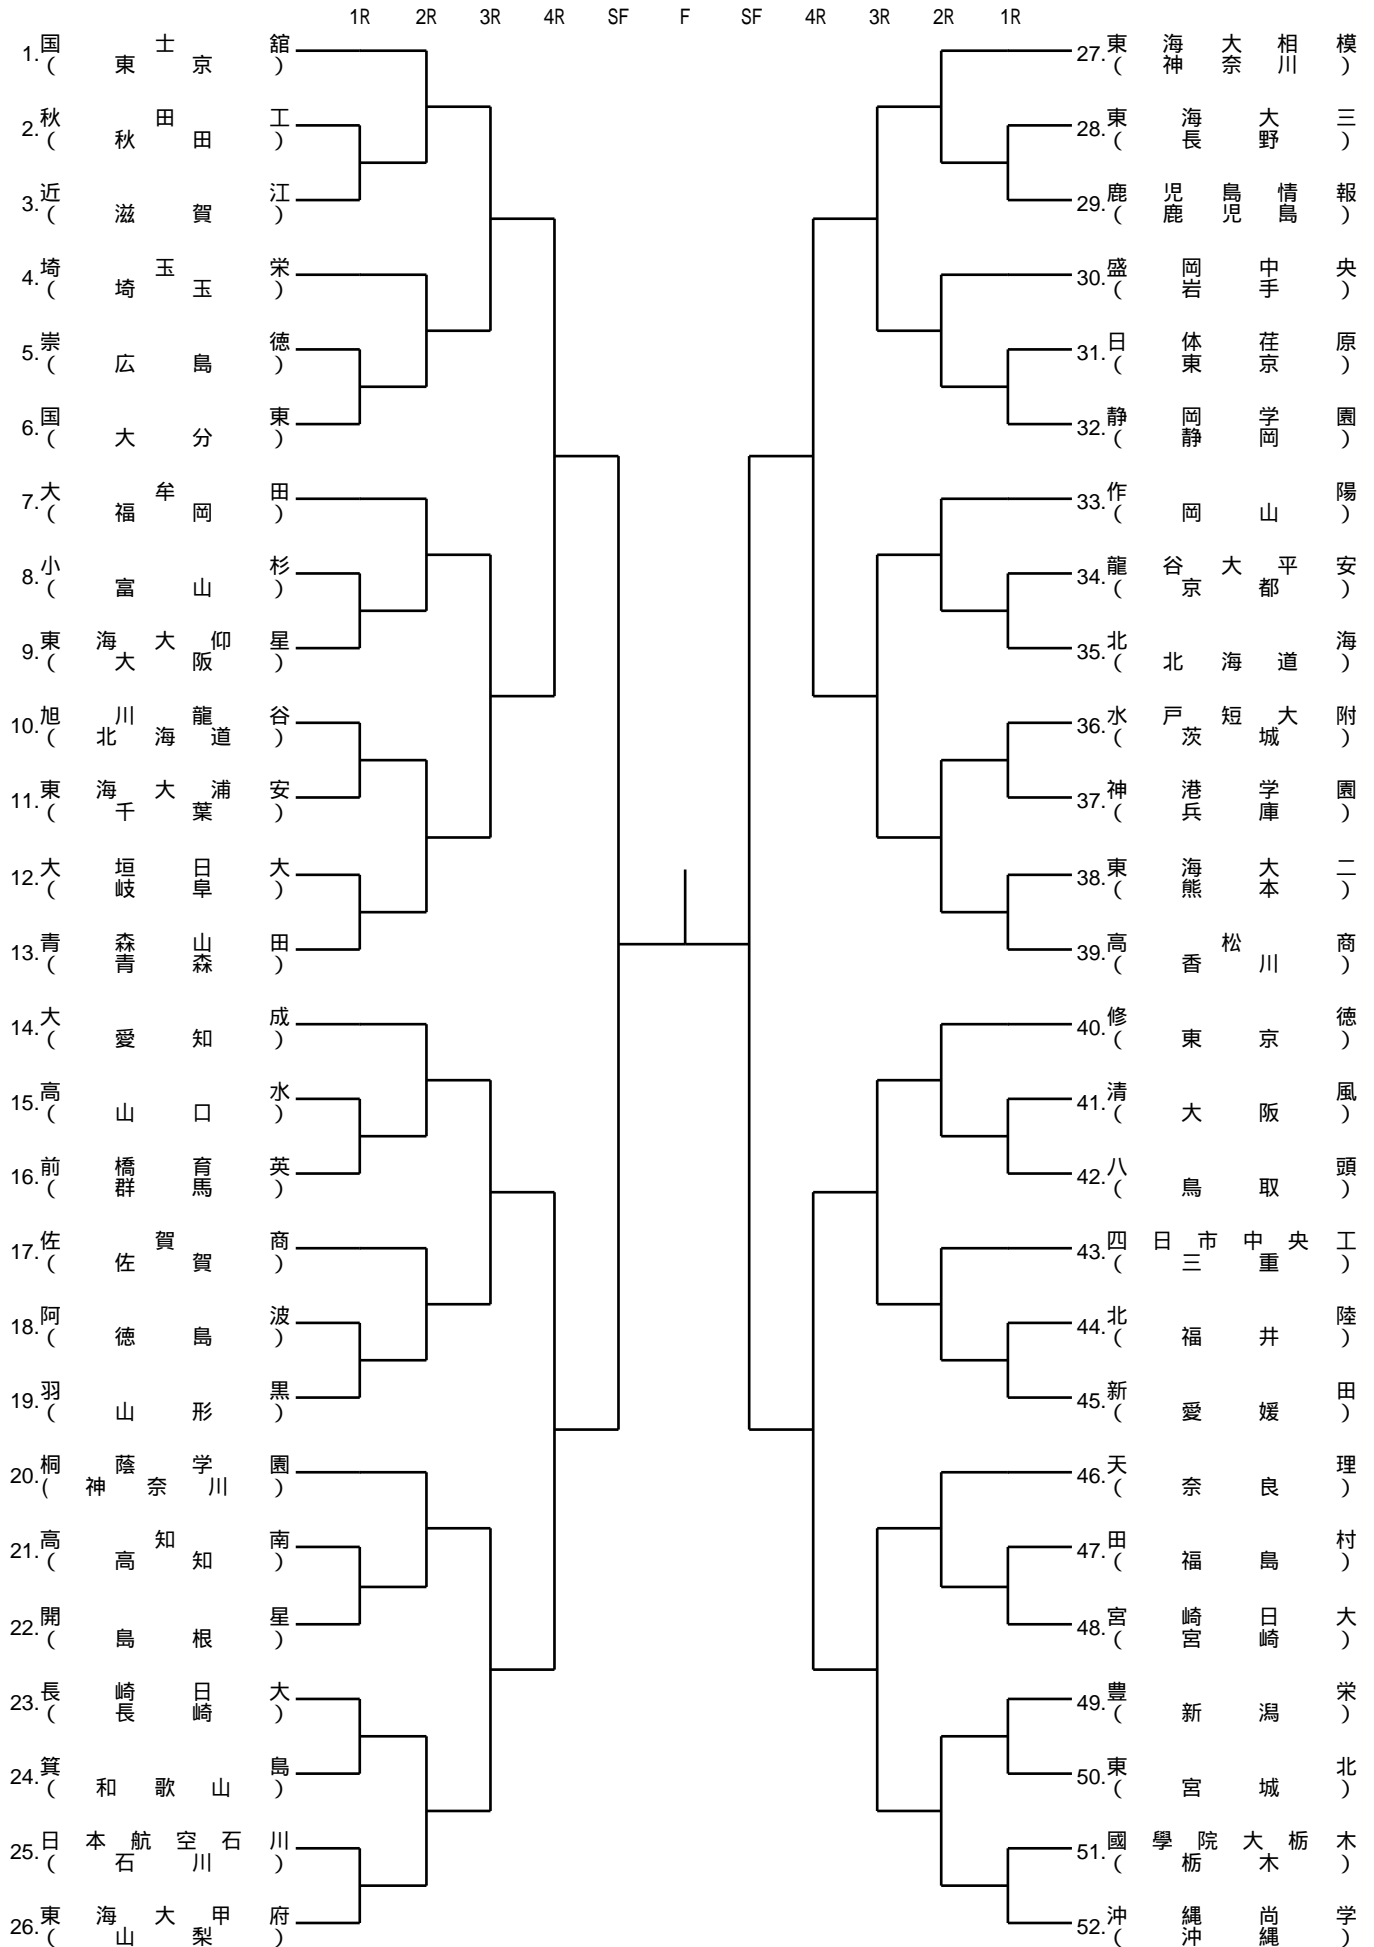 1R 2R 3R 4R SF F SF 4R 3R 2R 1R
1. 国士舘
(東京)
2. 秋田工
(秋田)
3. 近江
(滋賀)
4. 埼玉栄
(埼玉)
5. 崇徳
(広島)
6. 国東
(大分)
7. 大牟田
(福岡)
8. 小杉
(富山)
9. 東海大仰星
(大阪)
10. 旭川龍谷
(北海道)
11. 東海大浦安
(千葉)
12. 大垣日大
(岐阜)
13. 青森山田
(青森)
14. 大成
(愛知)
15. 高水
(山口)
16. 前橋育英
(群馬)
17. 佐賀商
(佐賀)
18. 阿波
(徳島)
19. 羽黒
(山形)
20. 桐蔭学園
(神奈川)
21. 高知南
(高知)
22. 開星
(島根)
23. 長崎日大
(長崎)
24. 箕島
(和歌山)
25. 日本航空石川
(石川)
26. 東海大甲府
(山梨)
27. 東海大相模
(神奈川)
28. 東海大三
(長野)
29. 鹿児島情報
(鹿児島)
30. 盛岡中央
(岩手)
31. 日体荏原
(東京)
32. 静岡学園
(静岡)
33. 作陽
(岡山)
34. 龍谷大平安
(京都)
35. 北海
(北海道)
36. 水戸短大附
(茨城)
37. 神港学園
(兵庫)
38. 東海大二
(熊本)
39. 高松商
(香川)
40. 修徳
(東京)
41. 清風
(大阪)
42. 八頭
(鳥取)
43. 四日市中央工
(三重)
44. 北陸
(福井)
45. 新田
(愛媛)
46. 天理
(奈良)
47. 田村
(福島)
48. 宮崎日大
(宮崎)
49. 豊栄
(新潟)
50. 東北
(宮城)
51. 國學院大栃木
(栃木)
52. 沖縄尚学
(沖縄)